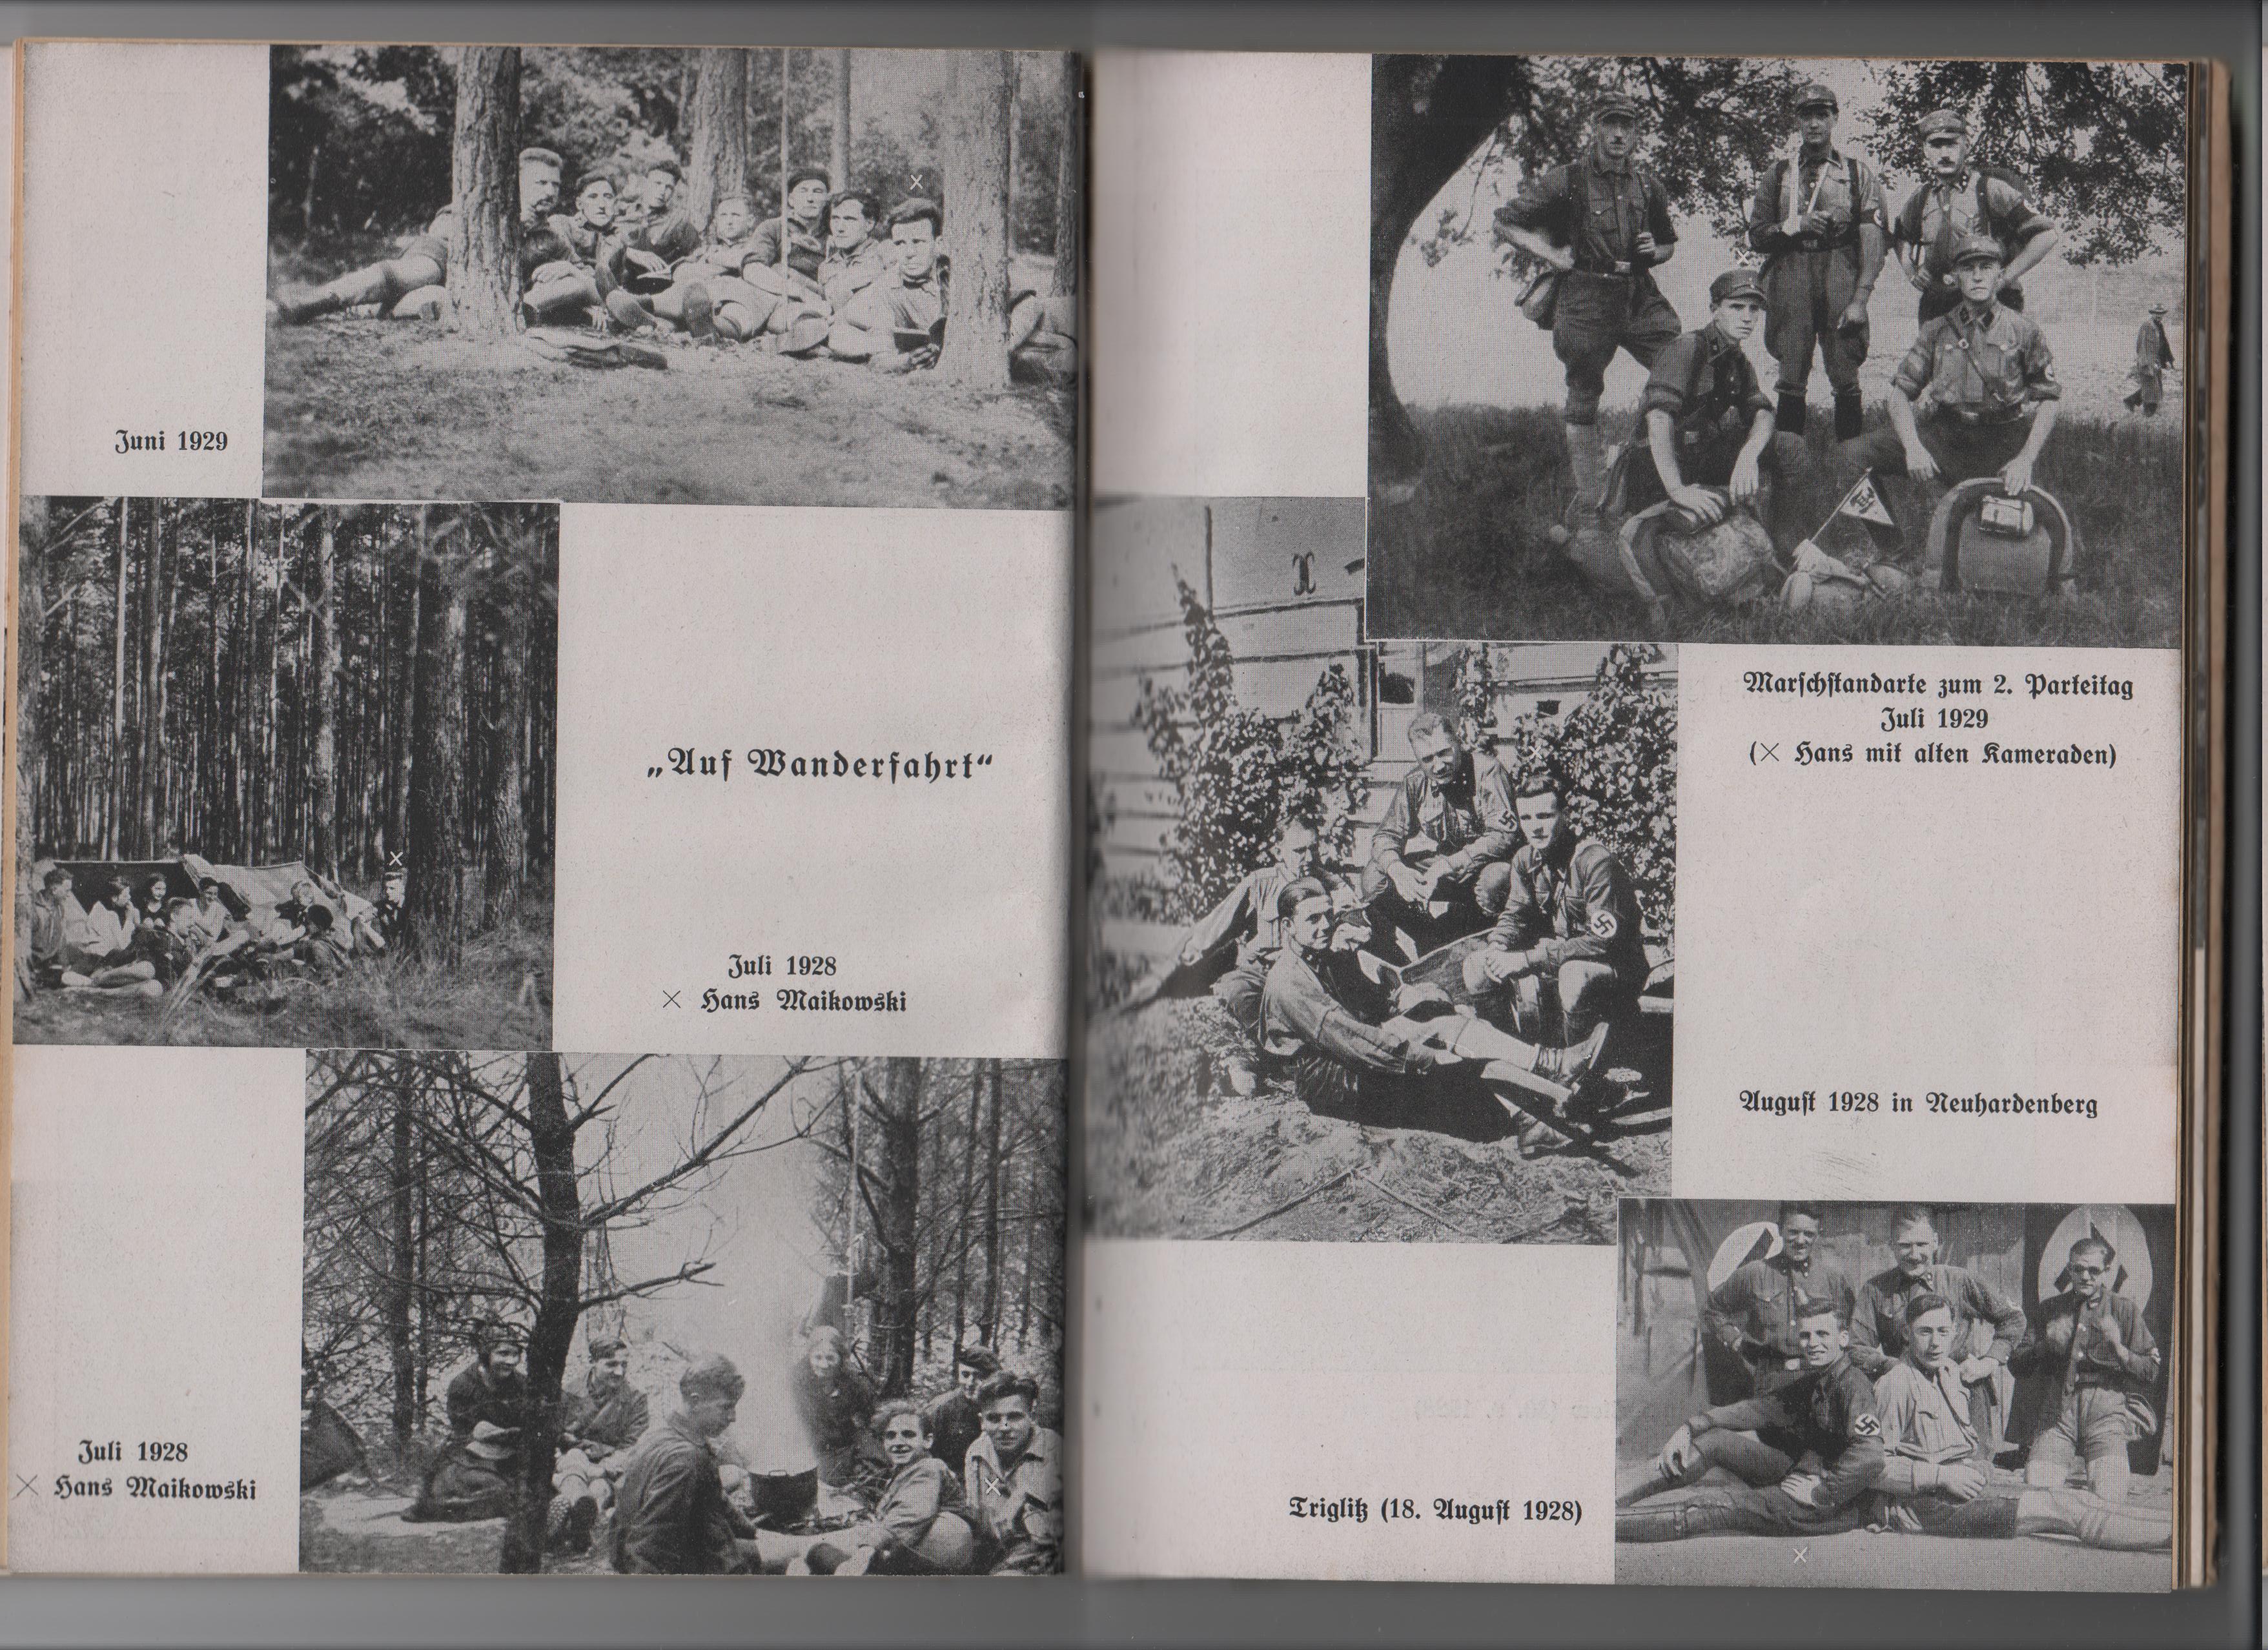 Juni 1929
„Auf Wanderfahrt“
Juli 1928
× Hans Maikowski
Juli 1928
× Hans Maikowski
Marschstandarte zum 2. Parteitag
Juli 1929
(× Hans mit alten Kameraden)
August 1928 in Neuhardenberg
Triglitz (18. August 1928)